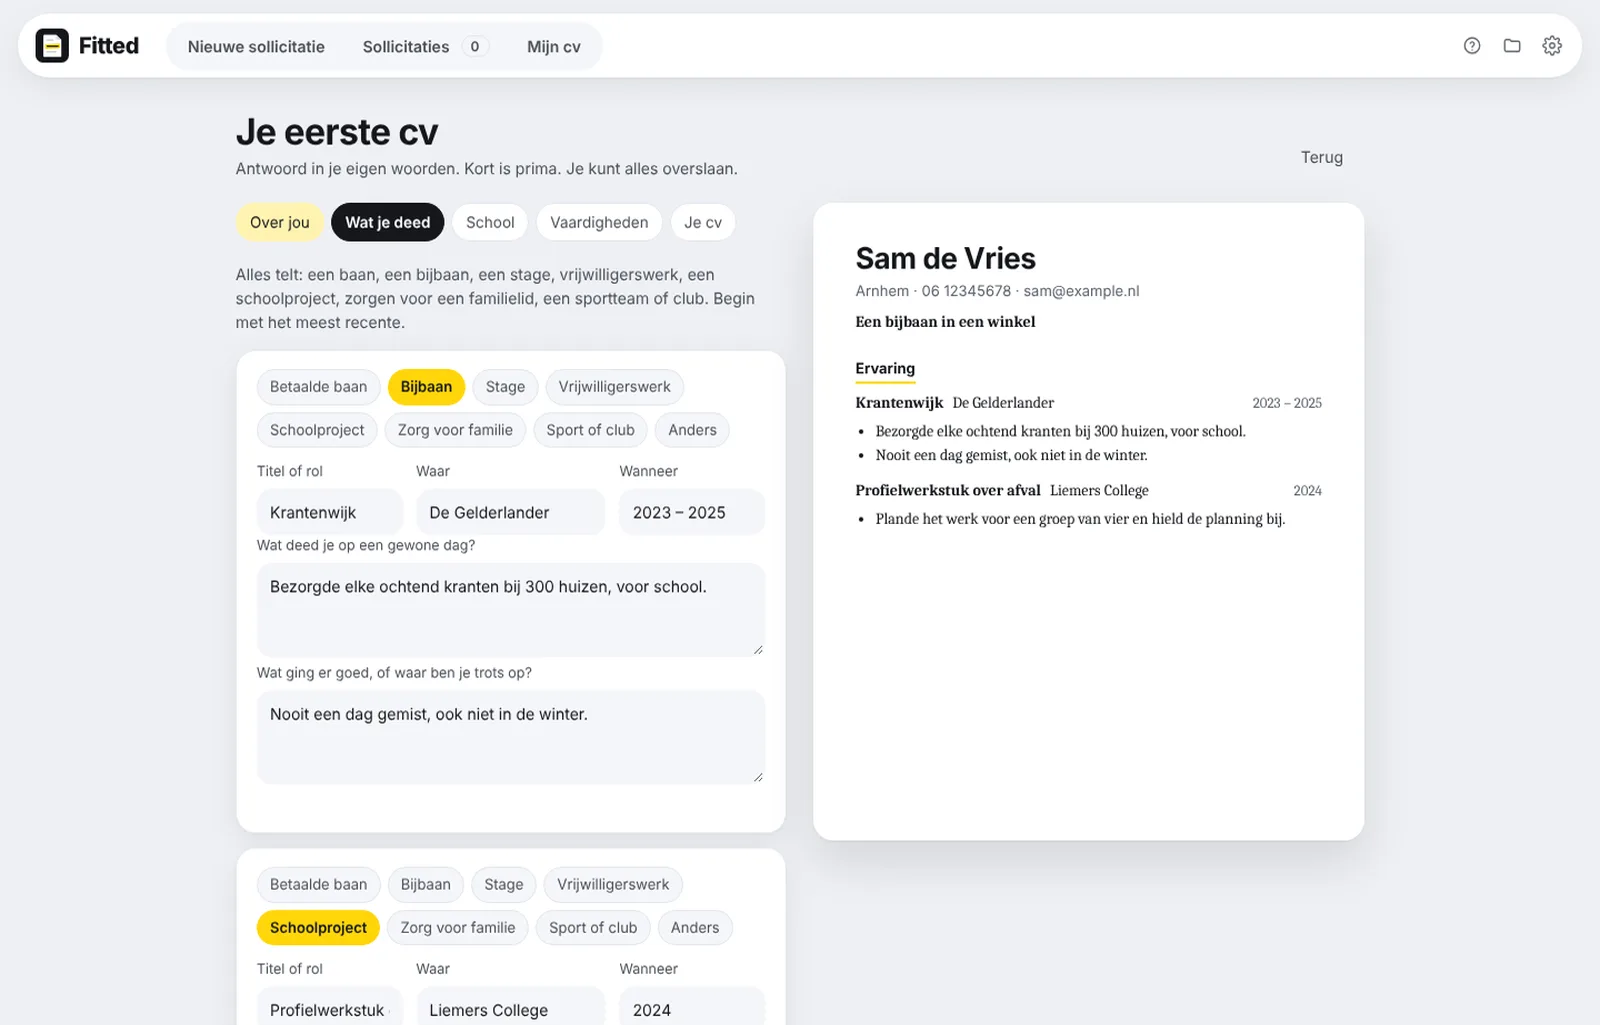 Fitted
Nieuwe sollicitatie
Sollicitaties 0
Mijn cv
Je eerste cv
Antwoord in je eigen woorden. Kort is prima. Je kunt alles overslaan.
Terug
Over jou
Wat je deed
School
Vaardigheden
Je cv
Alles telt: een baan, een bijbaan, een stage, vrijwilligerswerk, een
schoolproject, zorgen voor een familielid, een sportteam of club. Begin
met het meest recente.
Betaalde baan
Bijbaan
Stage
Vrijwilligerswerk
Schoolproject
Zorg voor familie
Sport of club
Anders
Titel of rol
Waar
Wanneer
Krantenwijk
De Gelderlander
2023 – 2025
Wat deed je op een gewone dag?
Bezorgde elke ochtend kranten bij 300 huizen, voor school.
Wat ging er goed, of waar ben je trots op?
Nooit een dag gemist, ook niet in de winter.
Betaalde baan
Bijbaan
Stage
Vrijwilligerswerk
Schoolproject
Zorg voor familie
Sport of club
Anders
Titel of rol
Waar
Wanneer
Profielwerkstuk
Liemers College
2024
Sam de Vries
Arnhem · 06 12345678 · sam@example.nl
Een bijbaan in een winkel
Ervaring
Krantenwijk De Gelderlander 2023 – 2025
• Bezorgde elke ochtend kranten bij 300 huizen, voor school.
• Nooit een dag gemist, ook niet in de winter.
Profielwerkstuk over afval Liemers College 2024
• Plande het werk voor een groep van vier en hield de planning bij.